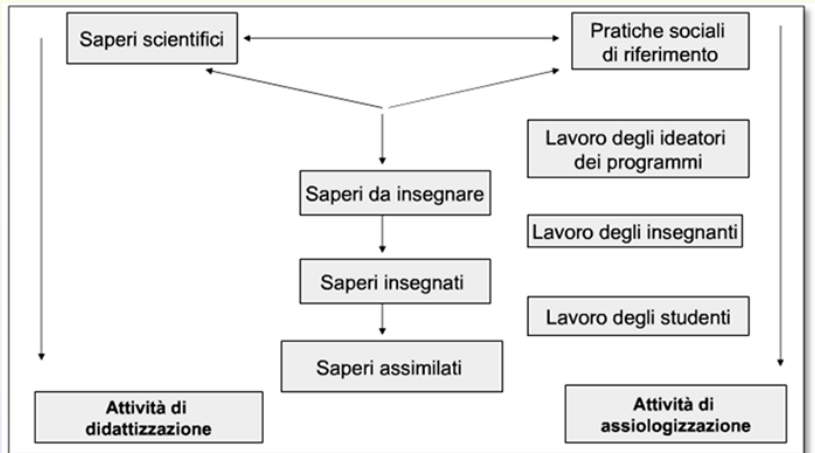 Saperi scientifici
Pratiche sociali
di riferimento
Lavoro degli ideatori
dei programmi
Saperi da insegnare
Lavoro degli insegnanti
Saperi insegnati
Lavoro degli studenti
Saperi assimilati
Attività di
didattizzazione
Attività di
assiologizzazione